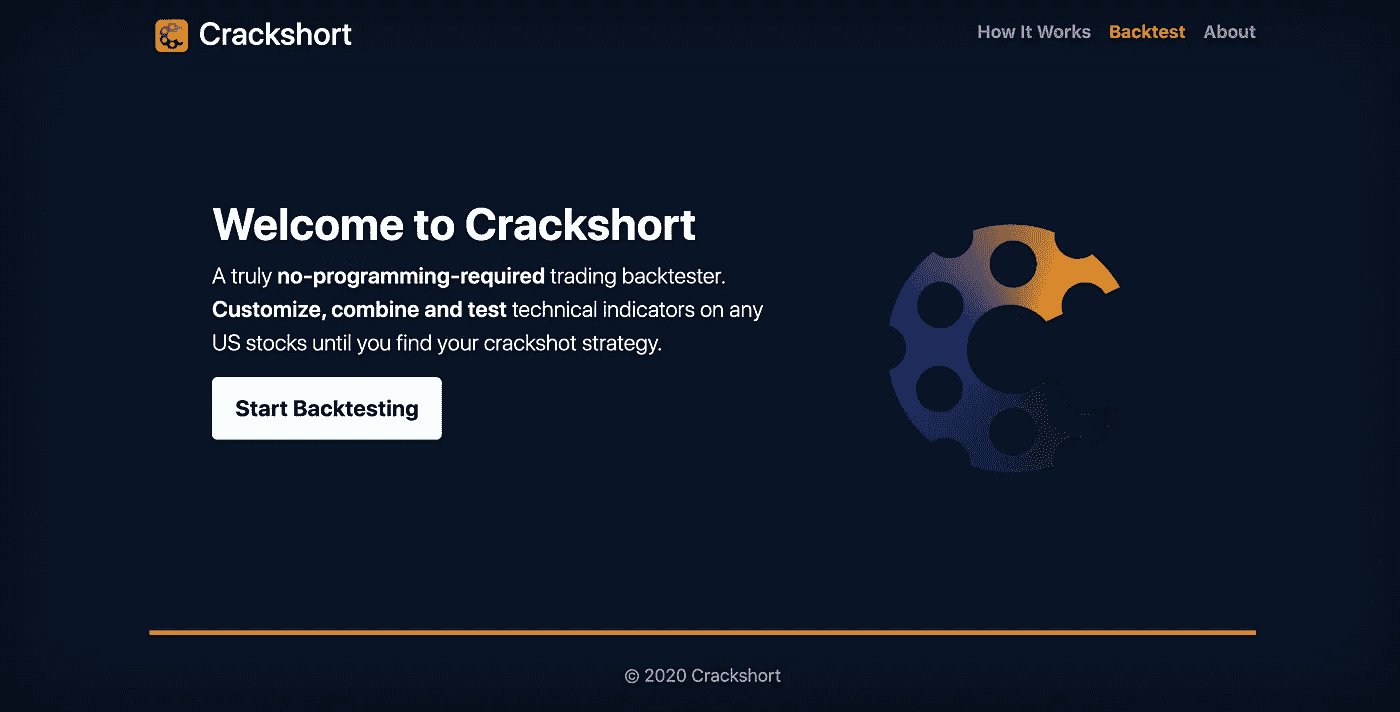 Crackshort
How It Works
Backtest
About
Welcome to Crackshort
A truly no-programming-required trading backtester.
Customize, combine and test technical indicators on any
US stocks until you find your crackshot strategy.
Start Backtesting
© 2020 Crackshort